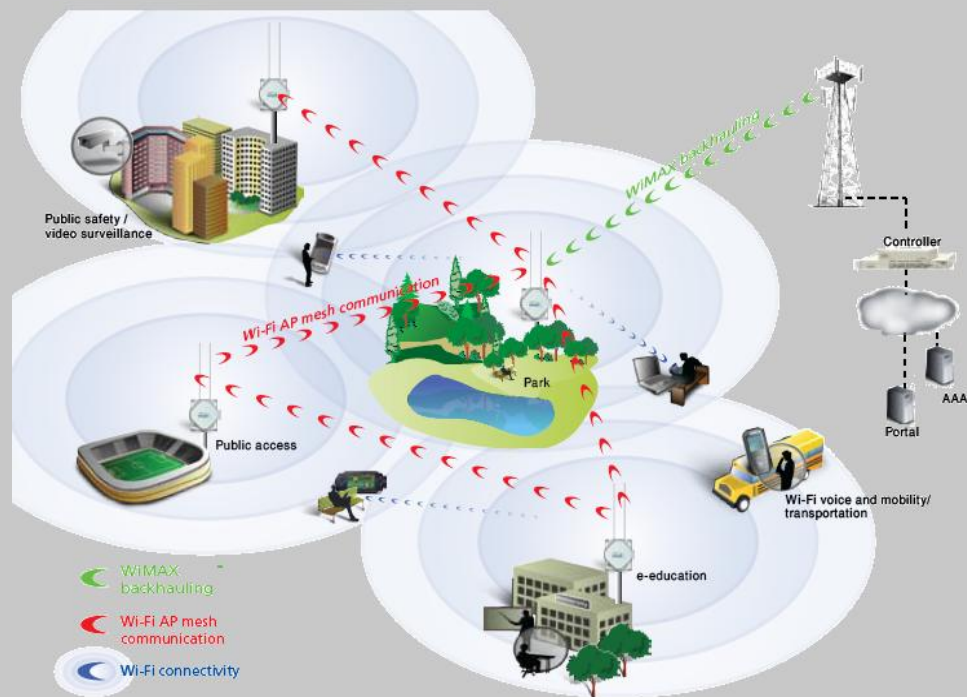 WiMAX backhauling
Controller
Public safety /
video surveillance
Wi-Fi AP mesh communication
Park
AAA
Portal
Public access
Wi-Fi voice and mobility/
transportation
e-education
WiMAX
backhauling
Wi-Fi AP mesh
communication
Wi-Fi connectivity